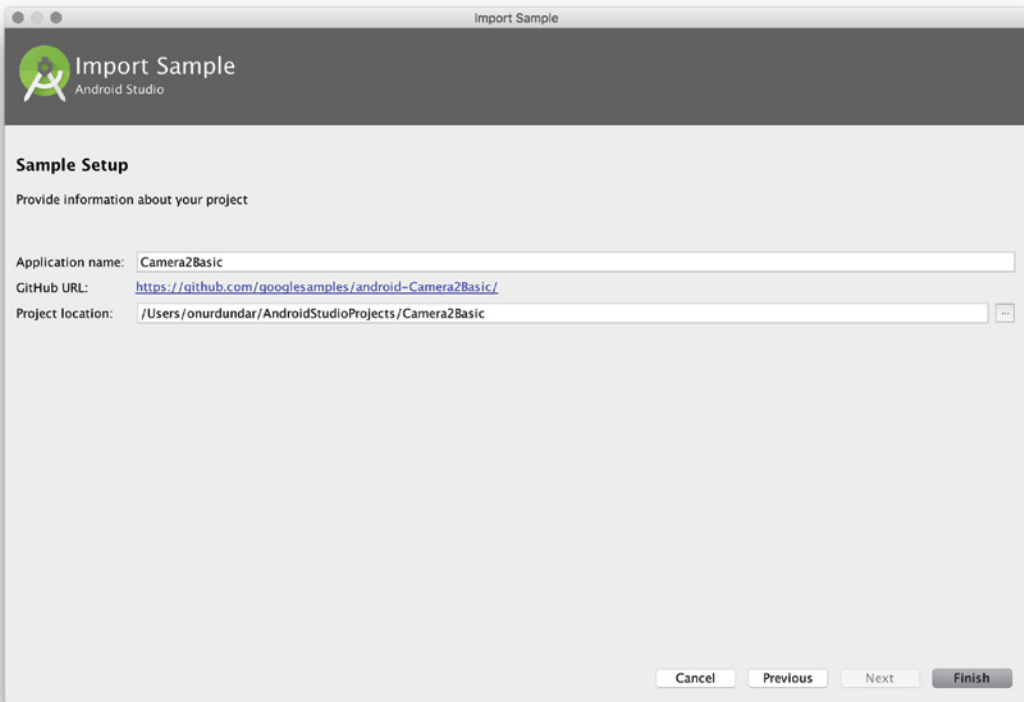 Import Sample
Import Sample
Android Studio
Sample Setup
Provide information about your project
Application name: Camera2Basic
GitHub URL: https://github.com/googlesamples/android-Camera2Basic/
Project location: /Users/onurdundar/AndroidStudioProjects/Camera2Basic ...
Cancel Previous Next Finish